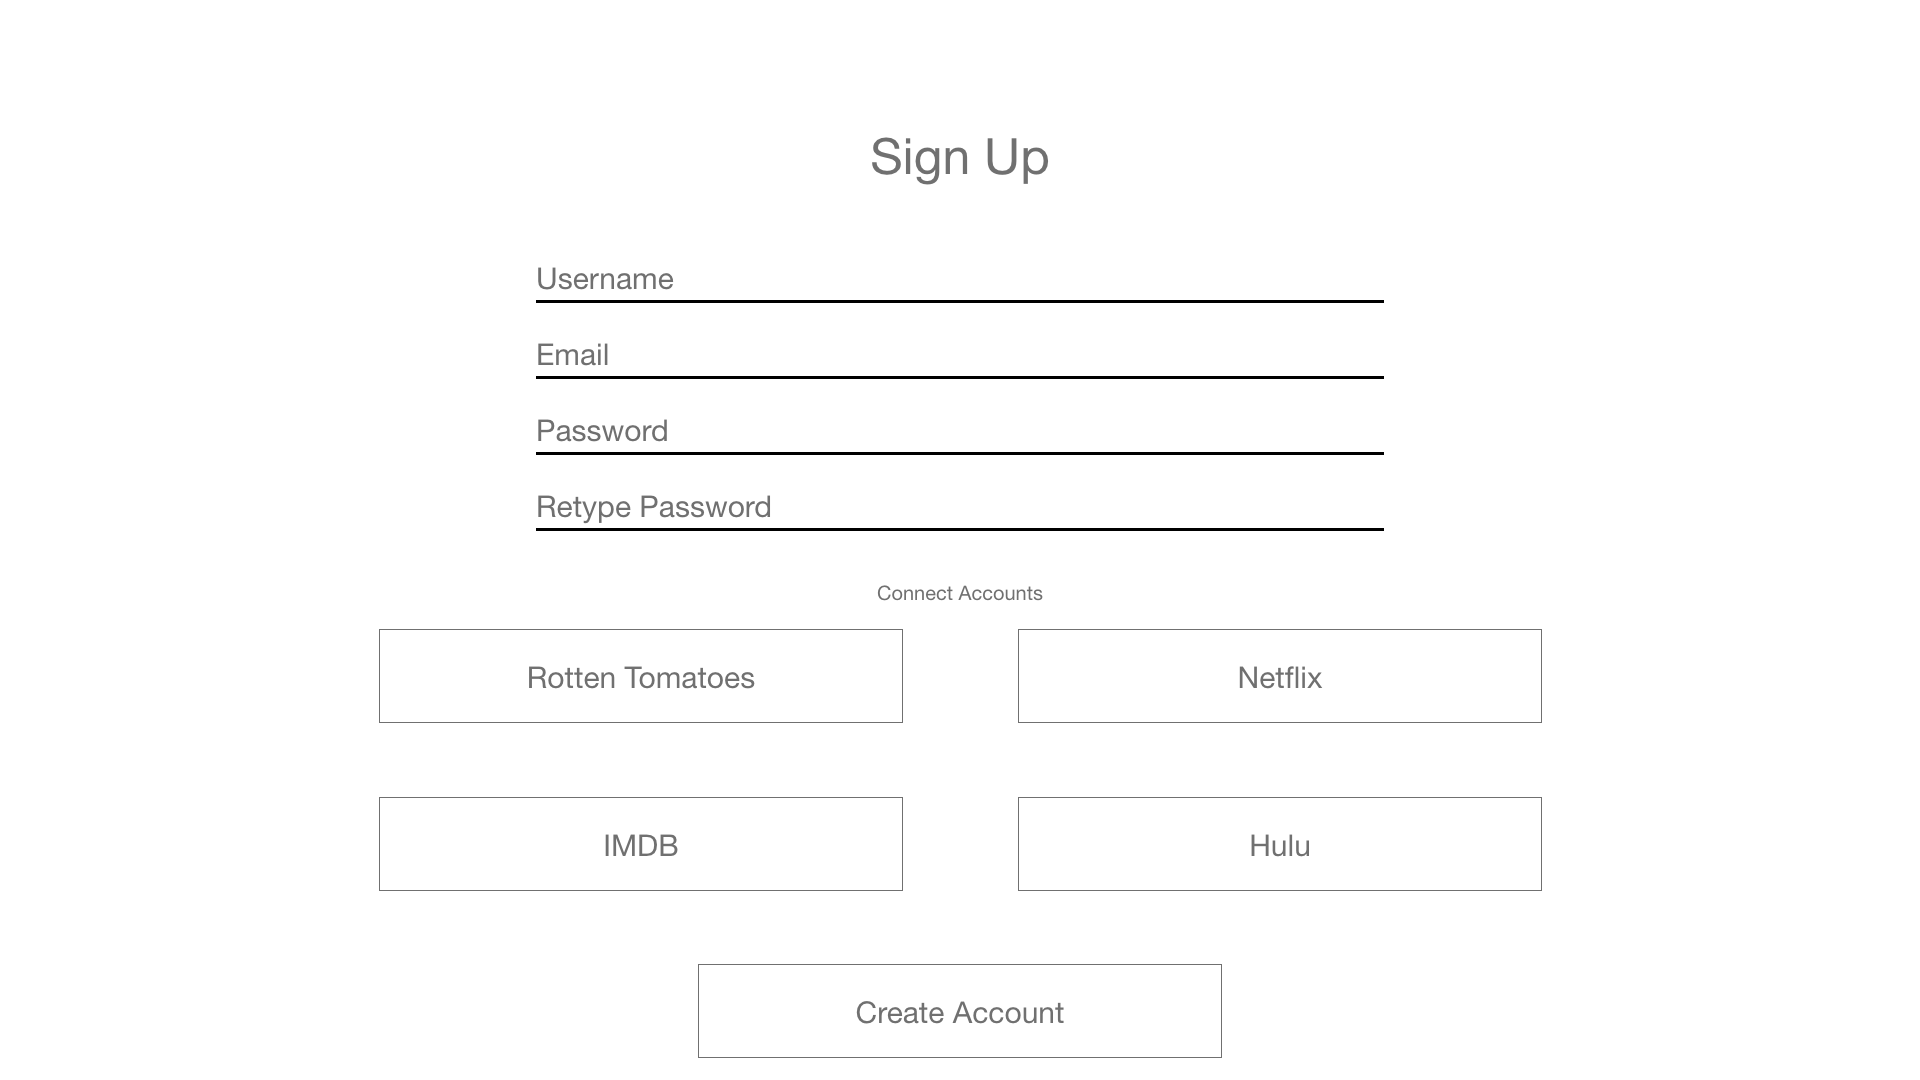 Sign Up
Username
Email
Password
Retype Password
Connect Accounts
Rotten Tomatoes
Netflix
IMDB
Hulu
Create Account